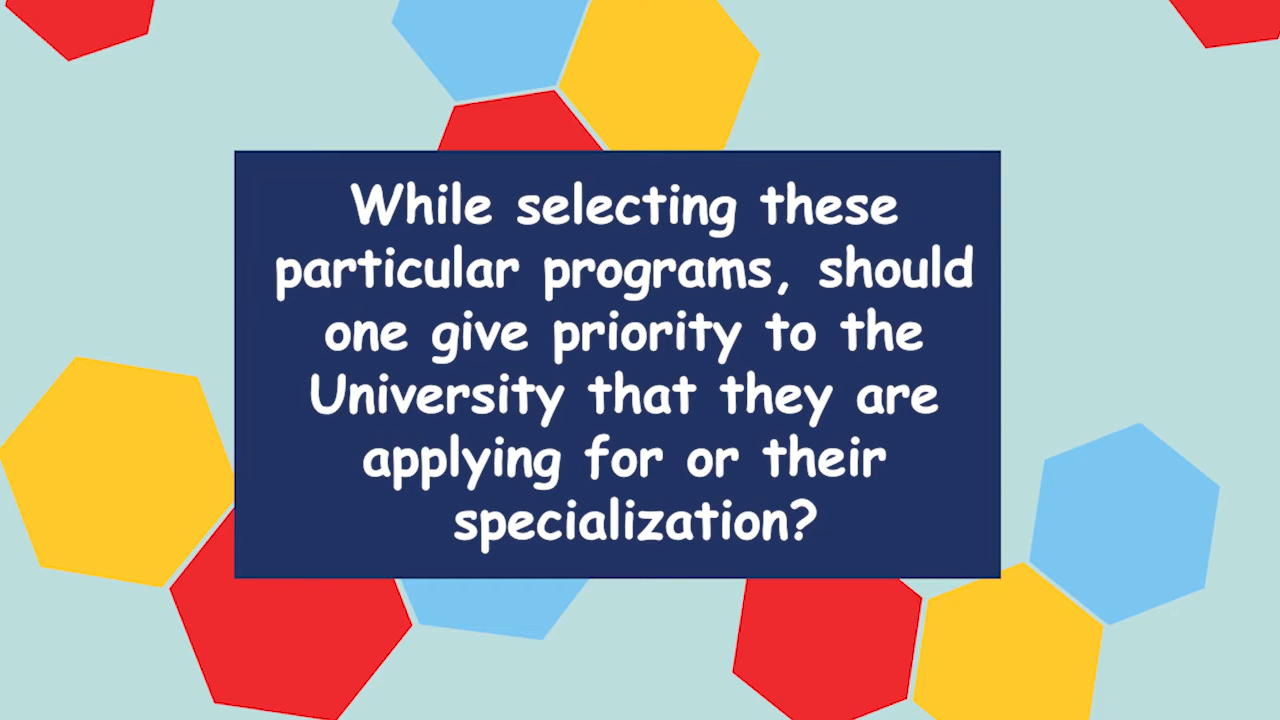 While selecting these
particular programs, should
one give priority to the
University that they are
applying for or their
specialization?